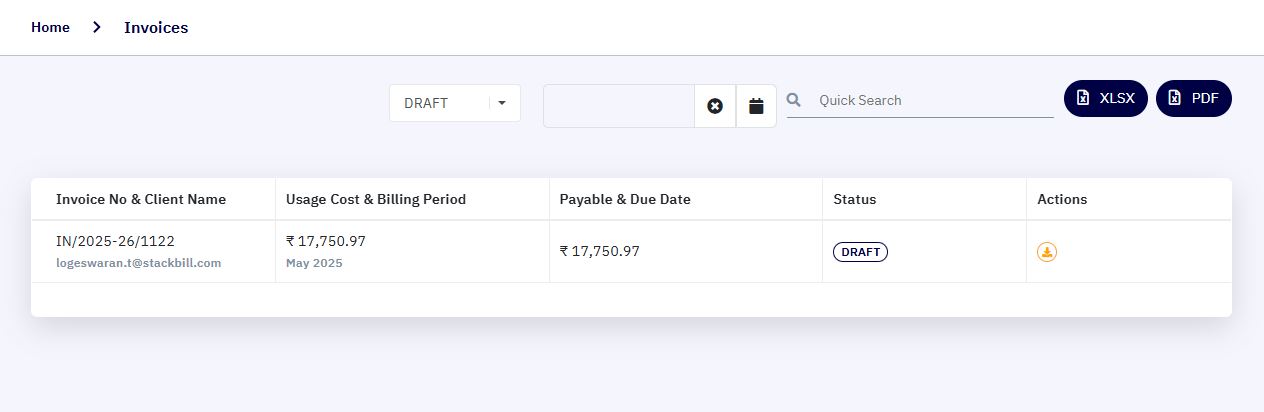 Home > Invoices
DRAFT
Quick Search
XLSX
PDF
Invoice No & Client Name
Usage Cost & Billing Period
Payable & Due Date
Status
Actions
IN/2025-26/1122
logeswaran.t@stackbill.com
₹ 17,750.97
May 2025
₹ 17,750.97
DRAFT